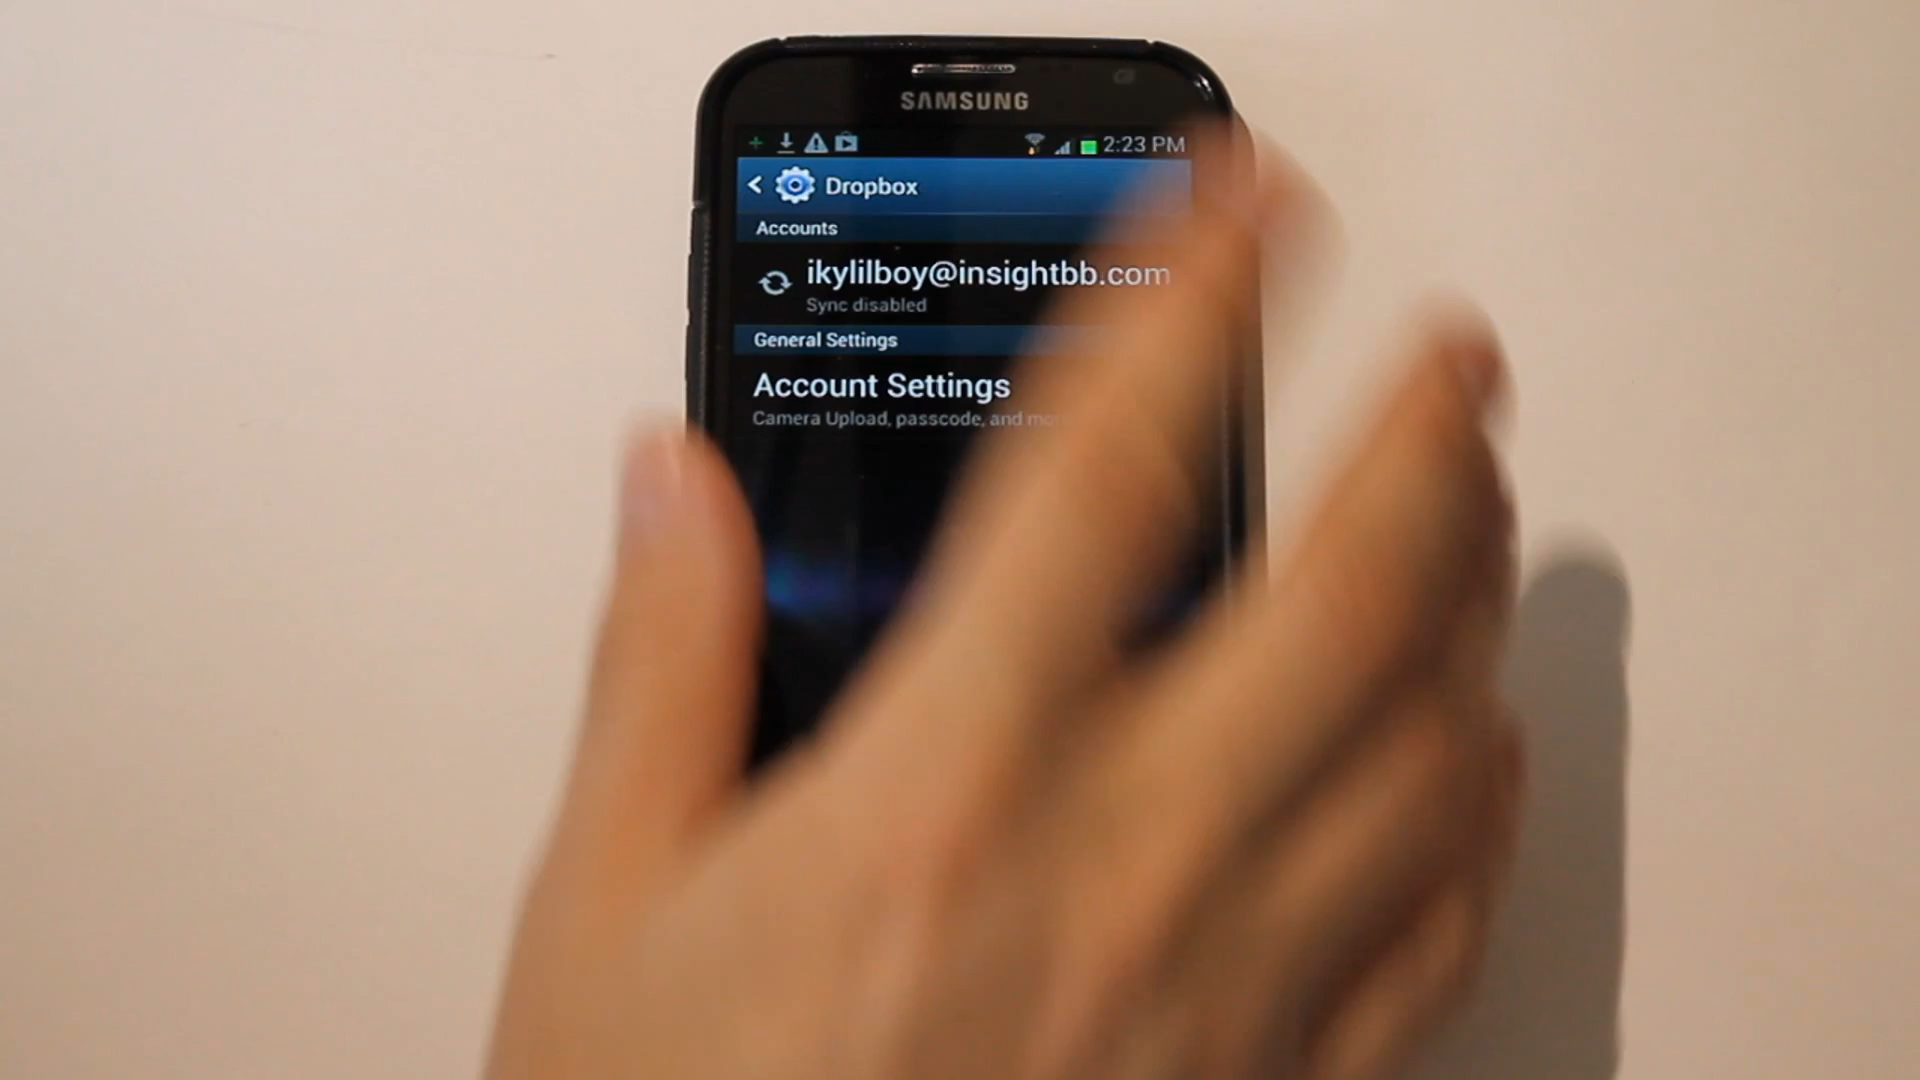 SAMSUNG
2:23 PM
Dropbox
Accounts
ikylilboy@insightbb.com
Sync disabled
General Settings
Account Settings
Camera Upload, passcode, and